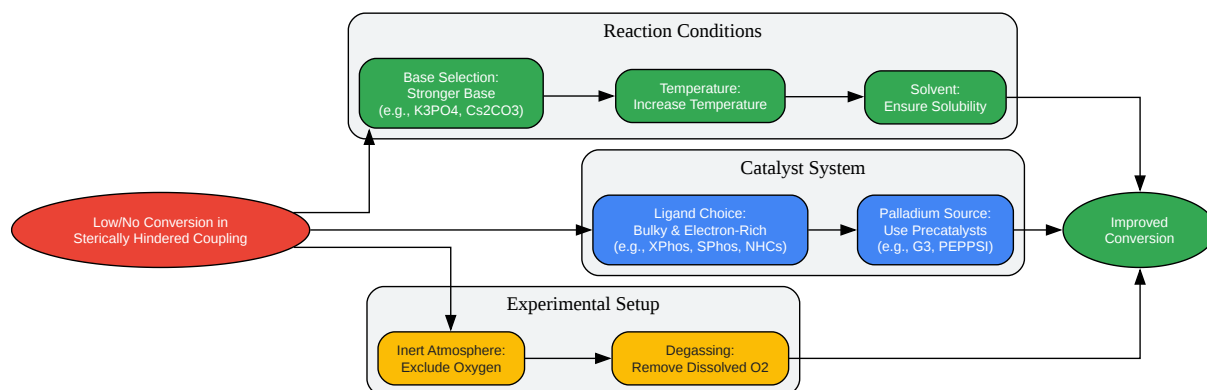 Reaction Conditions
Base Selection:
Stronger Base
(e.g., K3PO4, Cs2CO3)
Temperature:
Increase Temperature
Solvent:
Ensure Solubility
Catalyst System
Low/No Conversion in
Sterically Hindered Coupling
Ligand Choice:
Bulky & Electron-Rich
(e.g., XPhos, SPhos, NHCs)
Palladium Source:
Use Precatalysts
(e.g., G3, PEPPSI)
Improved
Conversion
Experimental Setup
Inert Atmosphere:
Exclude Oxygen
Degassing:
Remove Dissolved O2